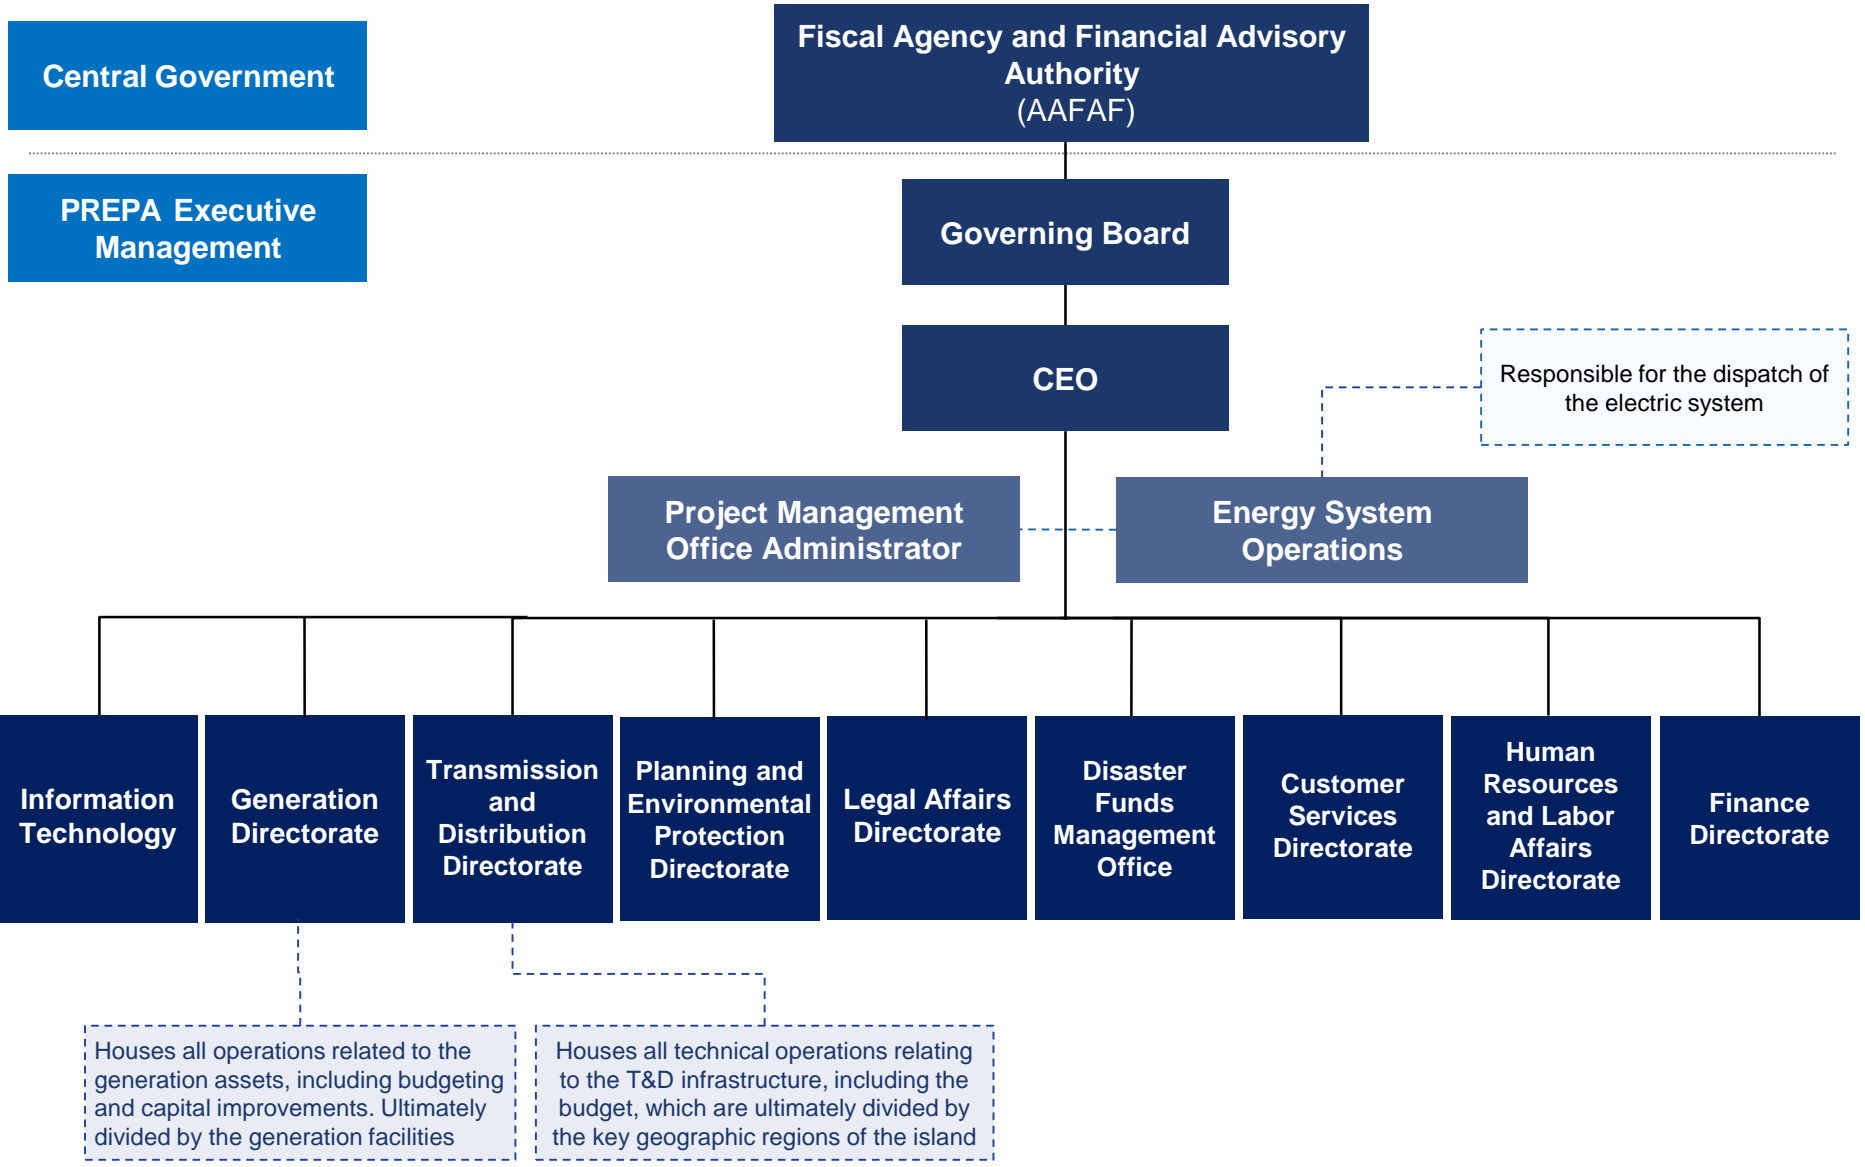 Central Government
Fiscal Agency and Financial Advisory
Authority
(AAFAF)
PREPA Executive
Management
Governing Board
CEO
Responsible for the dispatch of
the electric system
Project Management
Office Administrator
Energy System
Operations
Information
Technology
Generation
Directorate
Transmission
and
Distribution
Directorate
Planning and
Environmental
Protection
Directorate
Legal Affairs
Directorate
Disaster
Funds
Management
Office
Customer
Services
Directorate
Human
Resources
and Labor
Affairs
Directorate
Finance
Directorate
Houses all operations related to the
generation assets, including budgeting
and capital improvements. Ultimately
divided by the generation facilities
Houses all technical operations relating
to the T&D infrastructure, including the
budget, which are ultimately divided by
the key geographic regions of the island